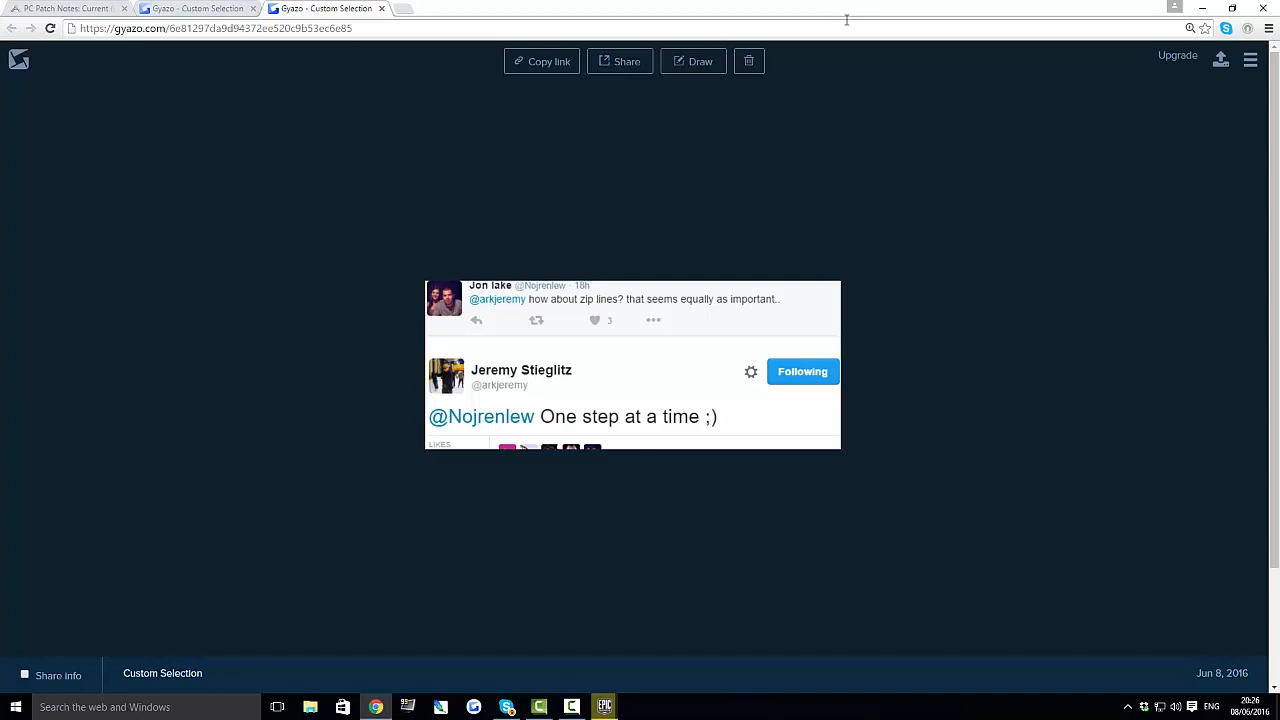 PC Patch Notes: Current
Gyazo - Custom Selection
Gyazo - Custom Selection
https://gyazo.com/6e81297da9d94372ee520c9b53ec6e85
Copy link
Share
Draw
Upgrade
Jon lake @Nojrenlew · 18h
@arkjeremy how about zip lines? that seems equally as important..
3
Jeremy Stieglitz
@arkjeremy
Following
@Nojrenlew One step at a time ;)
LIKES
Share info
Custom Selection
Jun 8, 2016
Search the web and Windows
EPIC
ENG
20:26
08/06/2016